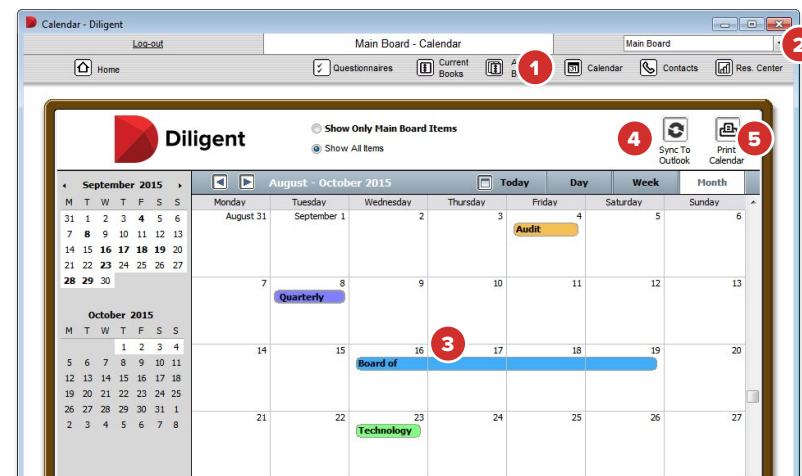 Calendar - Diligent
Log-out Main Board - Calendar Main Board 2
Home Questionnaires Current Books 1 Calendar Contacts Res. Center
Diligent
Show Only Main Board Items
Show All Items
4 Sync To Outlook
Print Calendar 5
September 2015
M T W T F S S
31 1 2 3 4 5 6
7 8 9 10 11 12 13
14 15 16 17 18 19 20
21 22 23 24 25 26 27
28 29 30
October 2015
M T W T F S S
1 2 3 4
5 6 7 8 9 10 11
12 13 14 15 16 17 18
19 20 21 22 23 24 25
26 27 28 29 30 31 1
2 3 4 5 6 7 8
August - October 2015 Today Day Week Month
Monday Tuesday Wednesday Thursday Friday Saturday Sunday
August 31 September 1 2 3 4 5 6
Audit
7 8 9 10 11 12 13
Quarterly
3
14 15 16 17 18 19 20
Board of
21 22 23 24 25 26 27
Technology